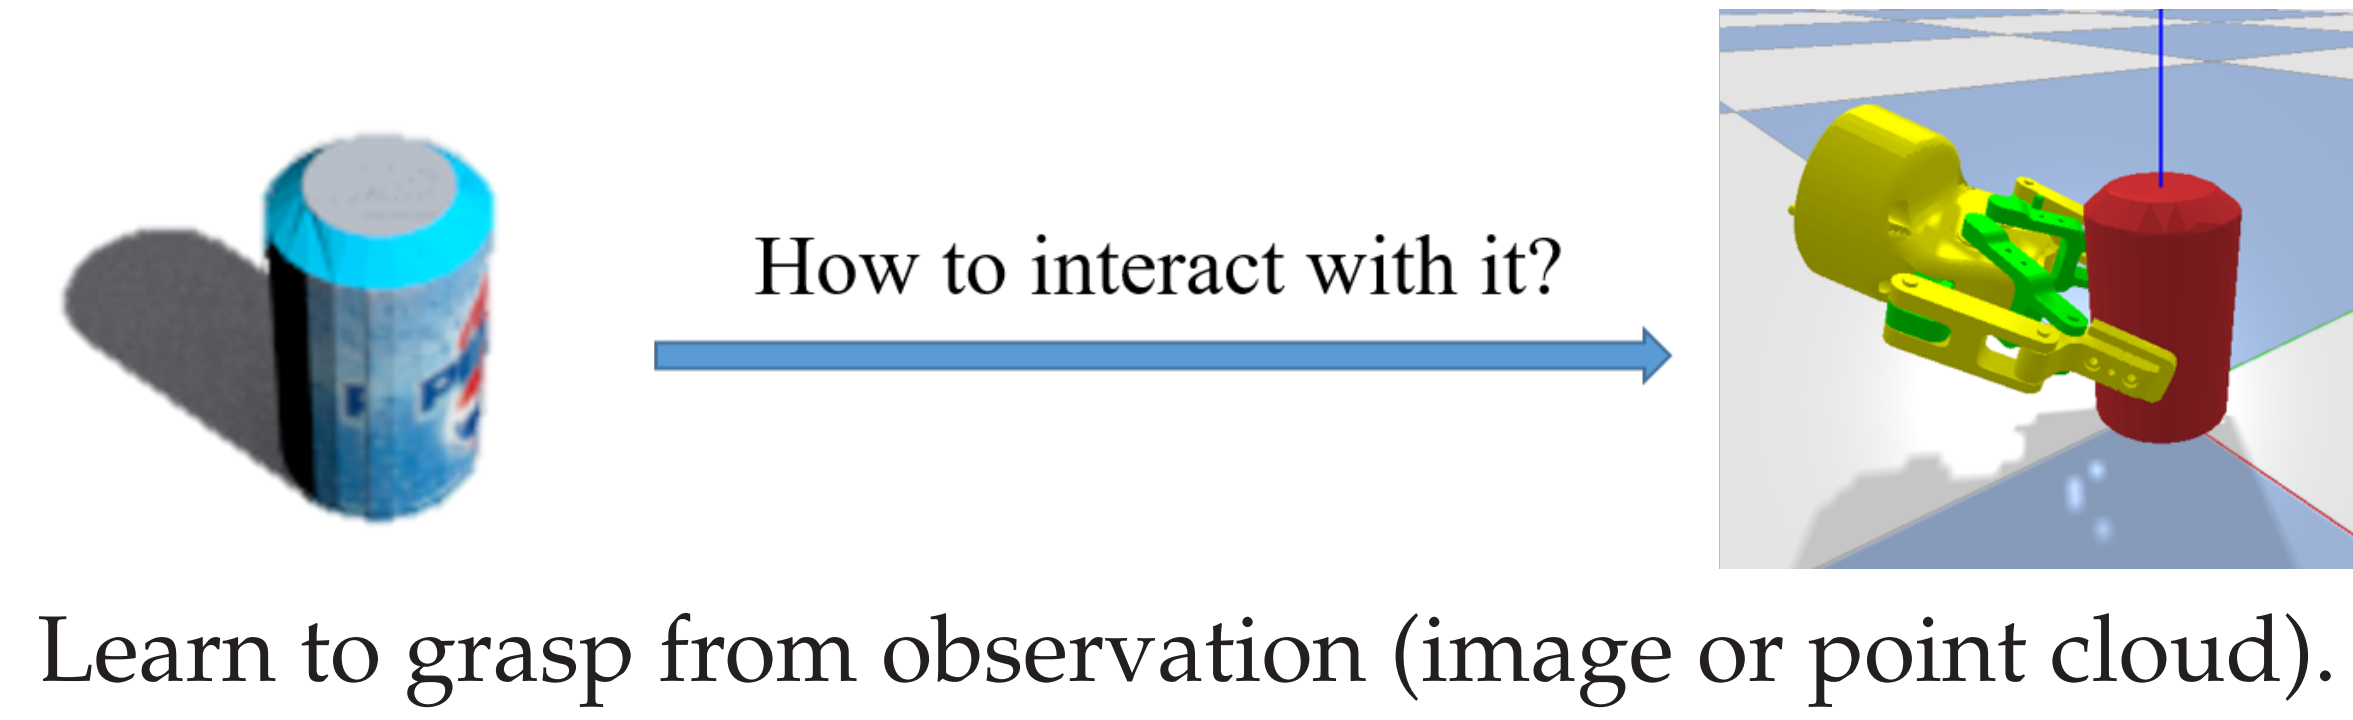 How to interact with it?
Learn to grasp from observation (image or point cloud).